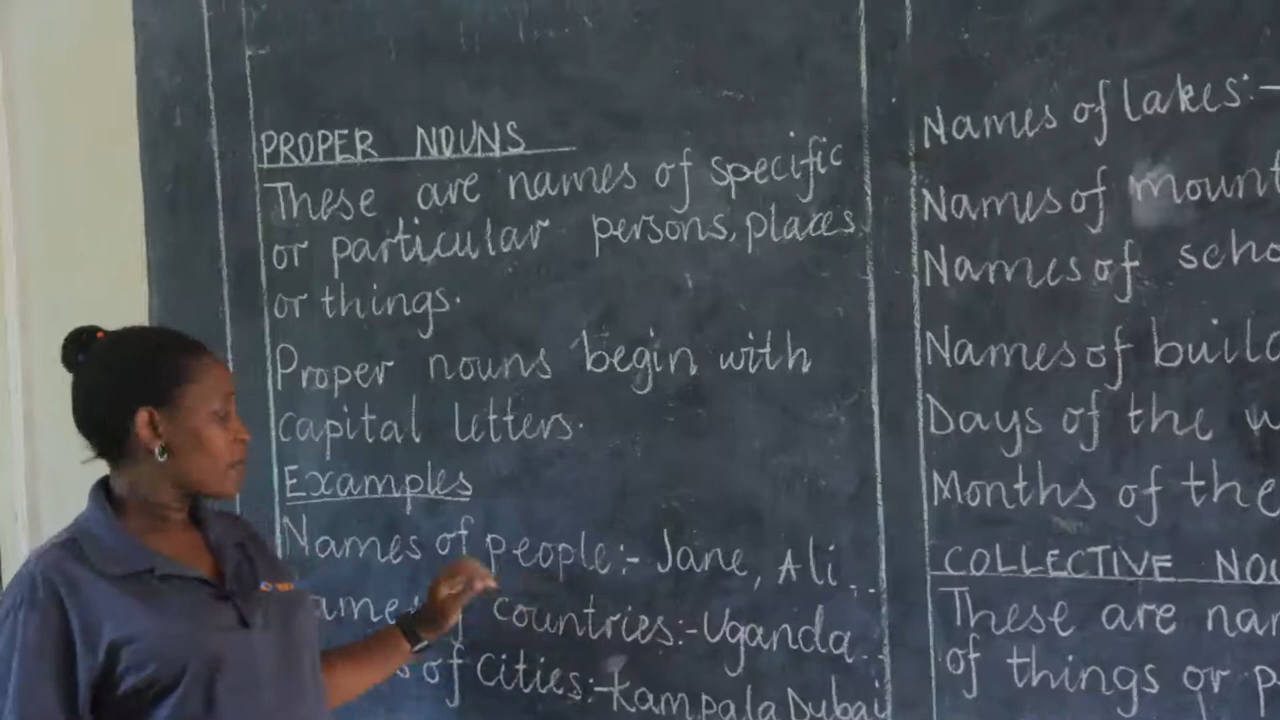 PROPER NOUNS
These are names of specific
or particular persons, places
or things.
Proper nouns begin with
capital letters.
Examples
Names of people:- Jane, Ali..
countries:-Uganda..
of Cities:-Kampala Dubai
Names of lakes:-
Names of
Names of
Names of
Days of the
Months of the
COLLECTIVE
These are
of things or